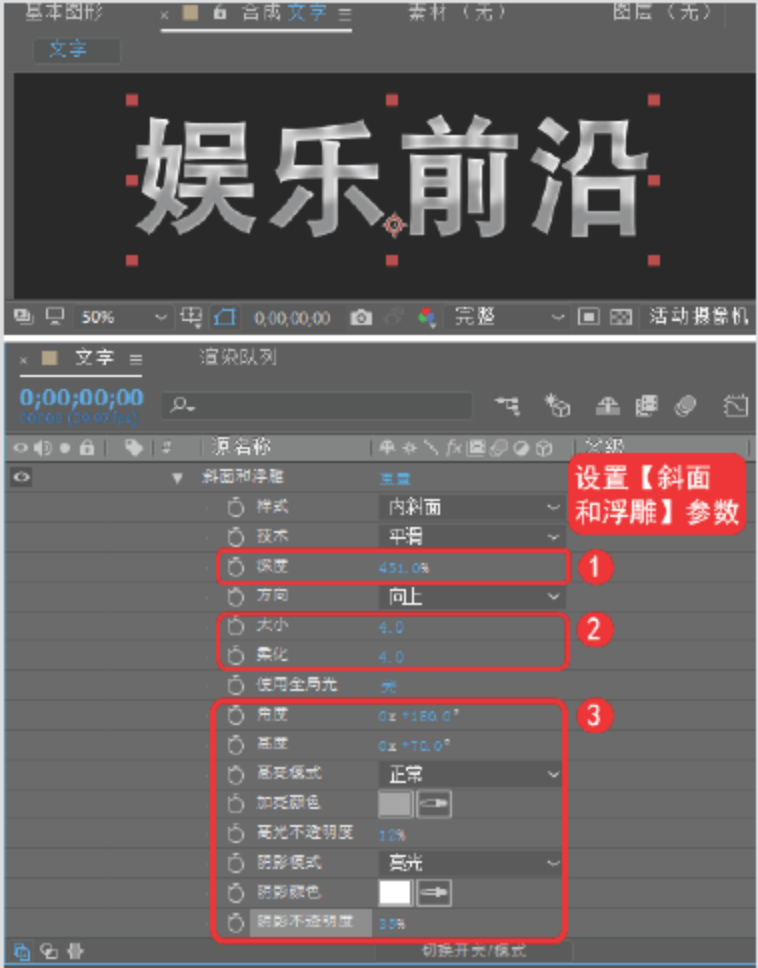 基本图形 × 合成 文字 ≡ 素材 (无) 图层 (无)
文字
娱乐前沿
50% 0;00;00;00 完整 活动摄像机
× 文字 ≡ 渲染队列
0;00;00;00
# 源名称 fx
设置【斜面
和浮雕】参数
斜面和浮雕 重置
样式 内斜面
技术 平滑
深度 451.0% 1
方向 向上
大小 4.0 2
柔化 4.0
使用全局光 关
角度 0x +180.0° 3
高度 0x +70.0°
高亮模式 正常
加亮颜色
高光不透明度 12%
阴影模式 亮光
阴影颜色
阴影不透明度 35%
切换开关/模式